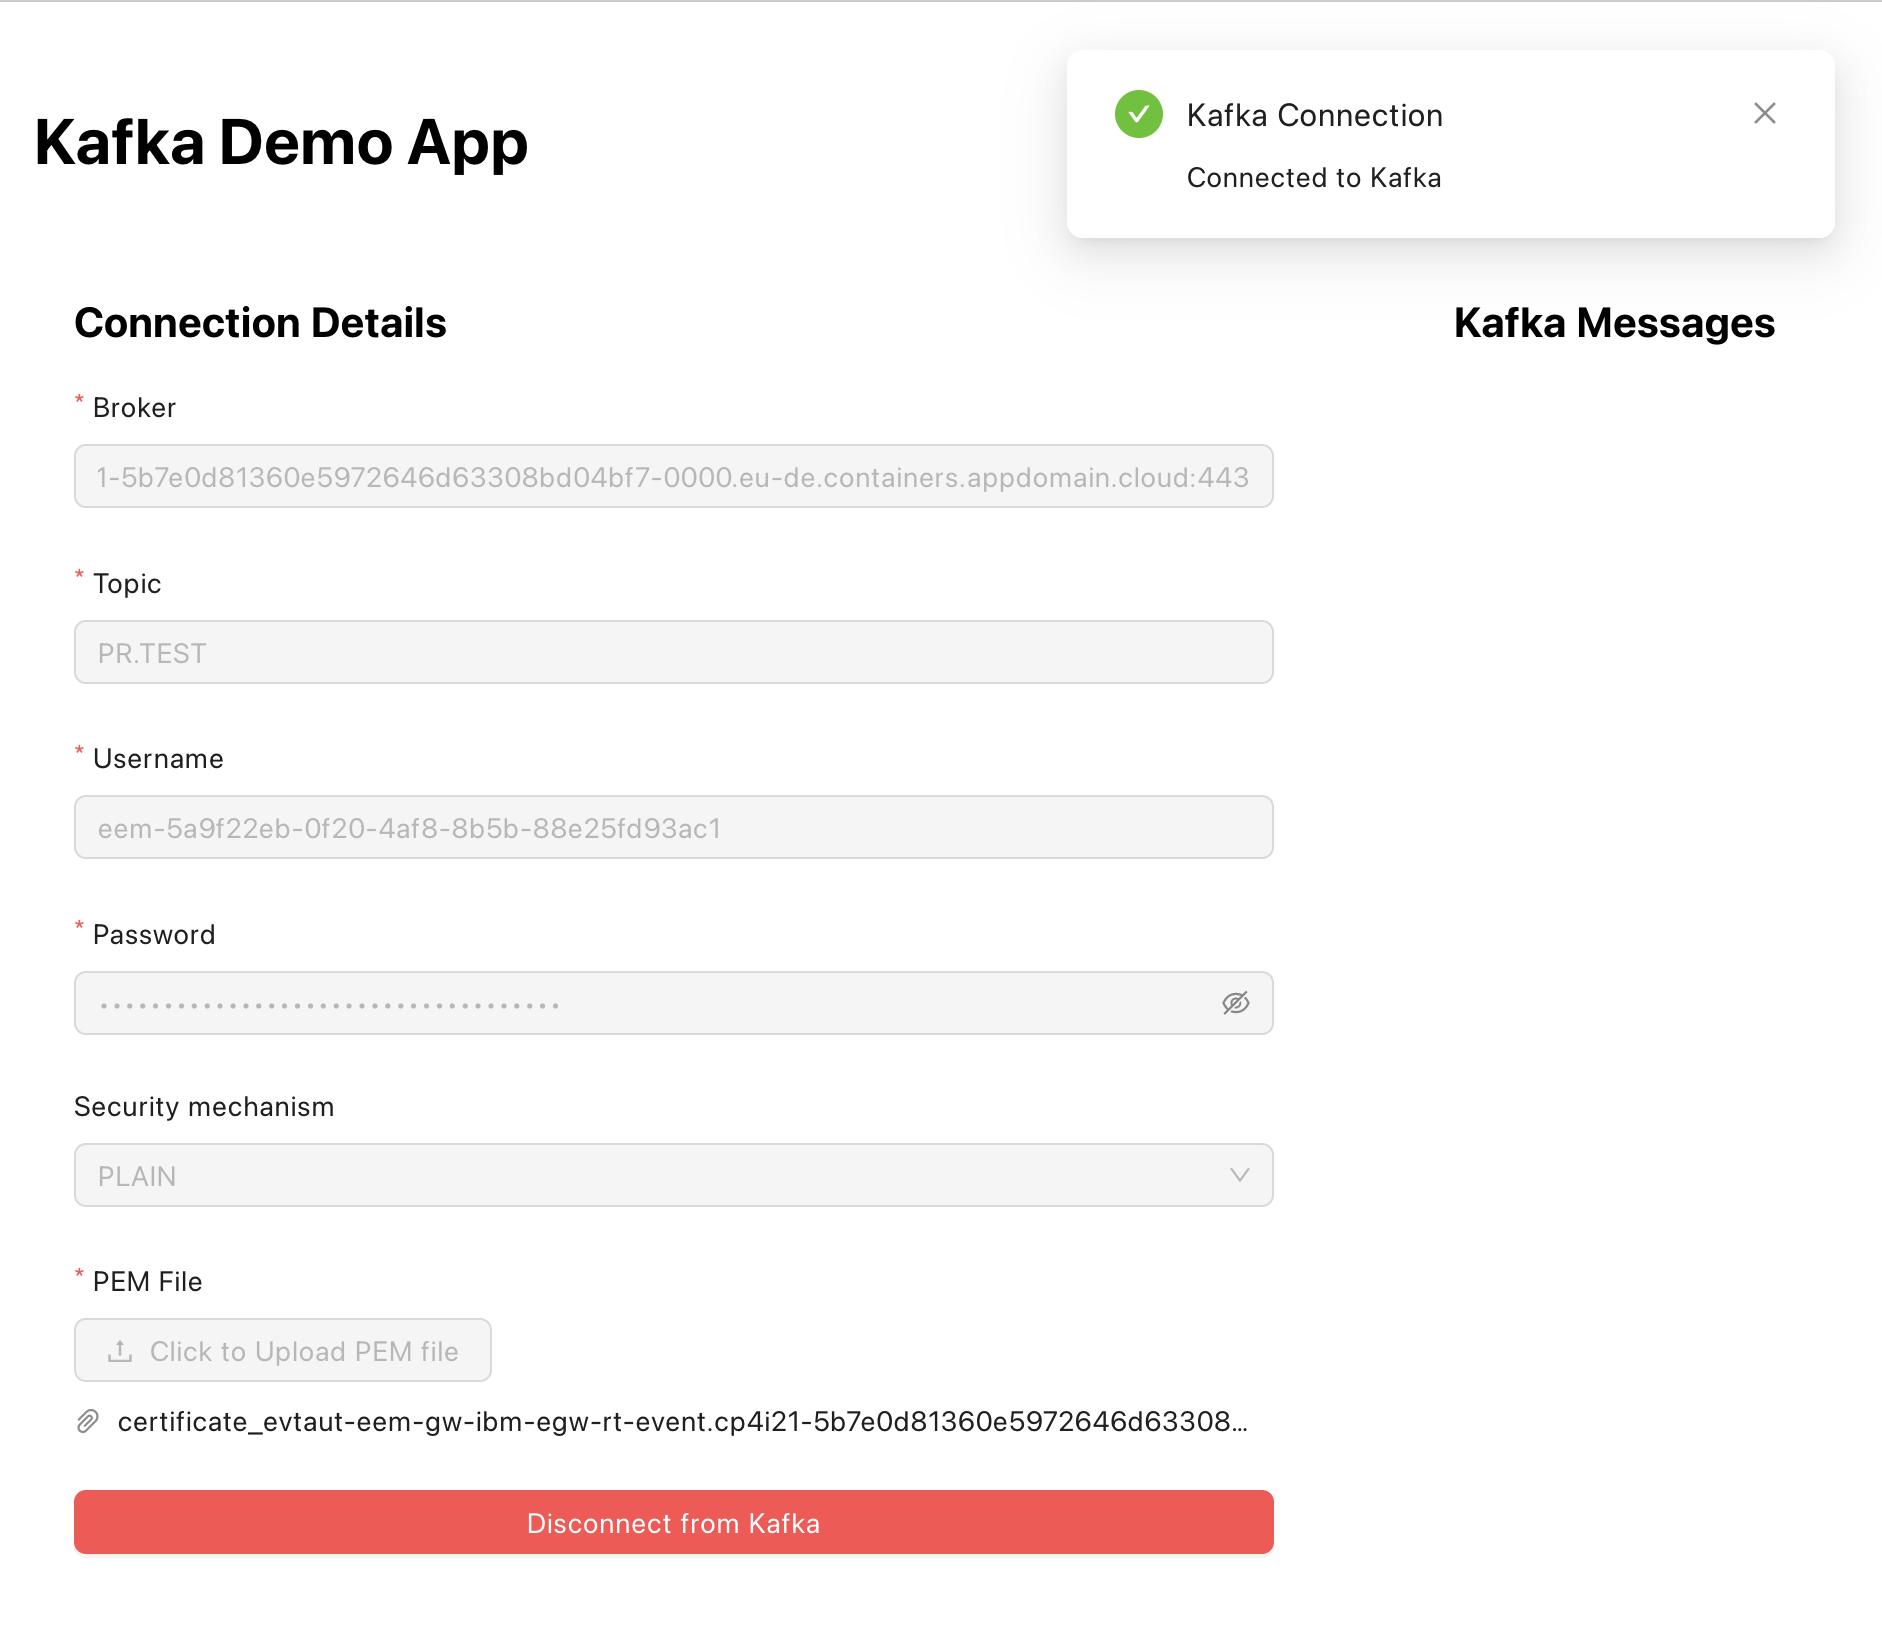 Kafka Demo App
Kafka Connection
Connected to Kafka
Connection Details
Kafka Messages
* Broker
1-5b7e0d81360e5972646d63308bd04bf7-0000.eu-de.containers.appdomain.cloud:443
* Topic
PR.TEST
* Username
eem-5a9f22eb-0f20-4af8-8b5b-88e25fd93ac1
* Password
Security mechanism
PLAIN
* PEM File
Click to Upload PEM file
certificate_evtaut-eem-gw-ibm-egw-rt-event.cp4i21-5b7e0d81360e5972646d63308...
Disconnect from Kafka